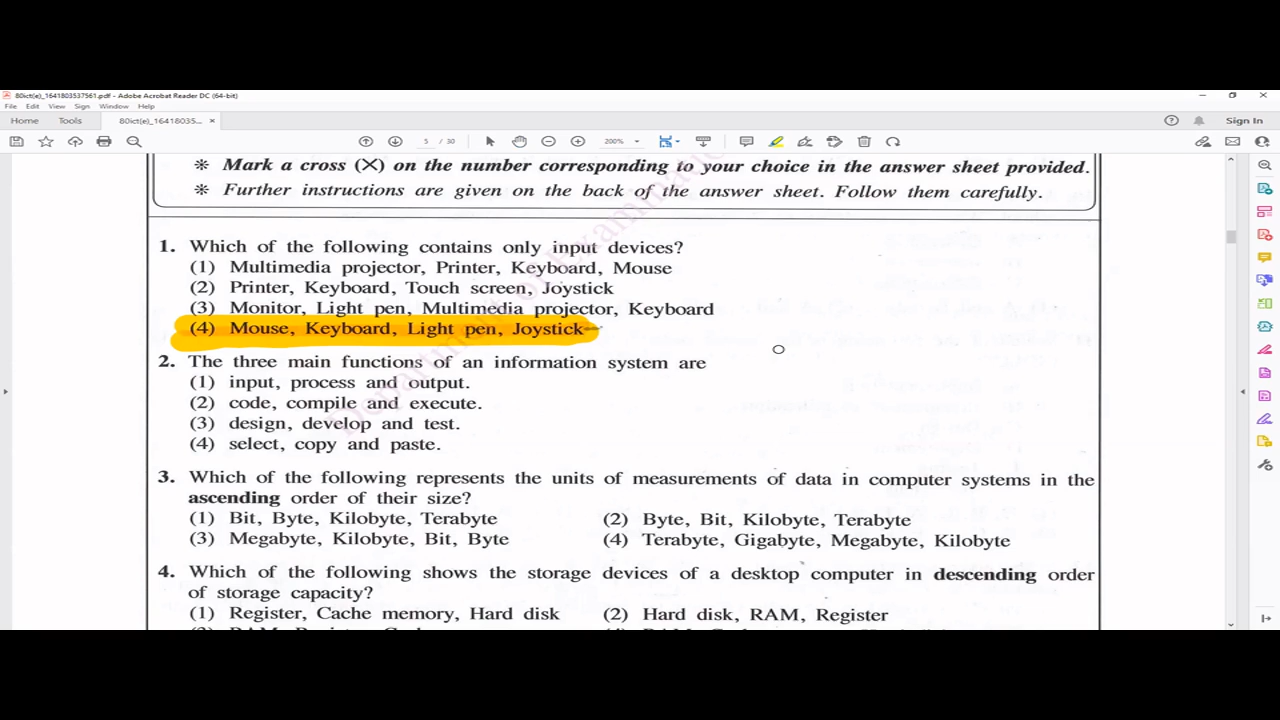 80ict(e)_1641803537561.pdf - Adobe Acrobat Reader DC (64-bit)
File Edit View Sign Window Help
Home Tools 80ict(e)_16418035... × Sign In
5 / 30 200%
* Mark a cross (✕) on the number corresponding to your choice in the answer sheet provided.
* Further instructions are given on the back of the answer sheet. Follow them carefully.
1. Which of the following contains only input devices?
(1) Multimedia projector, Printer, Keyboard, Mouse
(2) Printer, Keyboard, Touch screen, Joystick
(3) Monitor, Light pen, Multimedia projector, Keyboard
(4) Mouse, Keyboard, Light pen, Joystick
2. The three main functions of an information system are
(1) input, process and output.
(2) code, compile and execute.
(3) design, develop and test.
(4) select, copy and paste.
3. Which of the following represents the units of measurements of data in computer systems in the
ascending order of their size?
(1) Bit, Byte, Kilobyte, Terabyte (2) Byte, Bit, Kilobyte, Terabyte
(3) Megabyte, Kilobyte, Bit, Byte (4) Terabyte, Gigabyte, Megabyte, Kilobyte
4. Which of the following shows the storage devices of a desktop computer in descending order
of storage capacity?
(1) Register, Cache memory, Hard disk (2) Hard disk, RAM, Register
Department of Examination